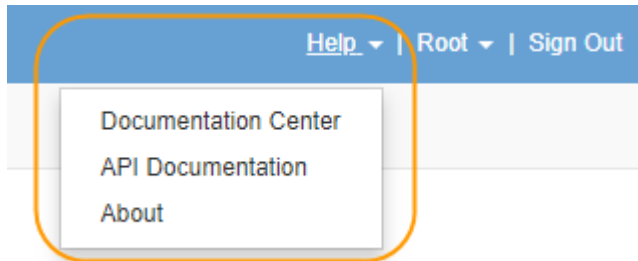 Help | Root | Sign Out
Documentation Center
API Documentation
About